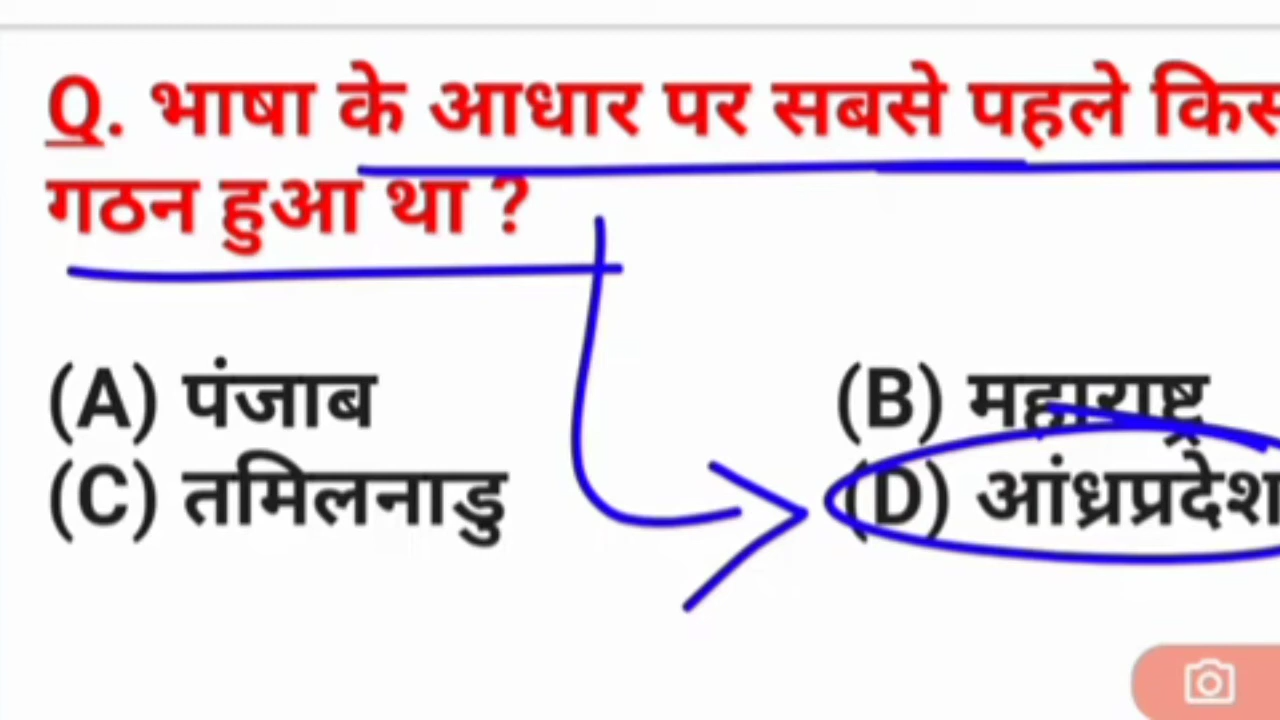 Q. भाषा के आधार पर सबसे पहले किस
गठन हुआ था ?
(A) पंजाब (B) महाराष्ट्र
(C) तमिलनाडु (D) आंध्रप्रदेश